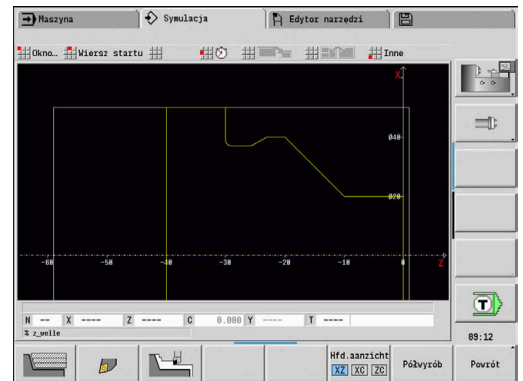 Maszyna Symulacja Edytor narzędzi
Okno… Wiersz startu Inne
X
Ø40
Ø20
-60 -50 -40 -30 -20 -10 0 Z
N -- X ---- Z ---- C 0.000 Y ---- T ----
% z_welle
T
09:12
Hfd.aanzicht
XZ XC ZC
Półwyrób
Powrót